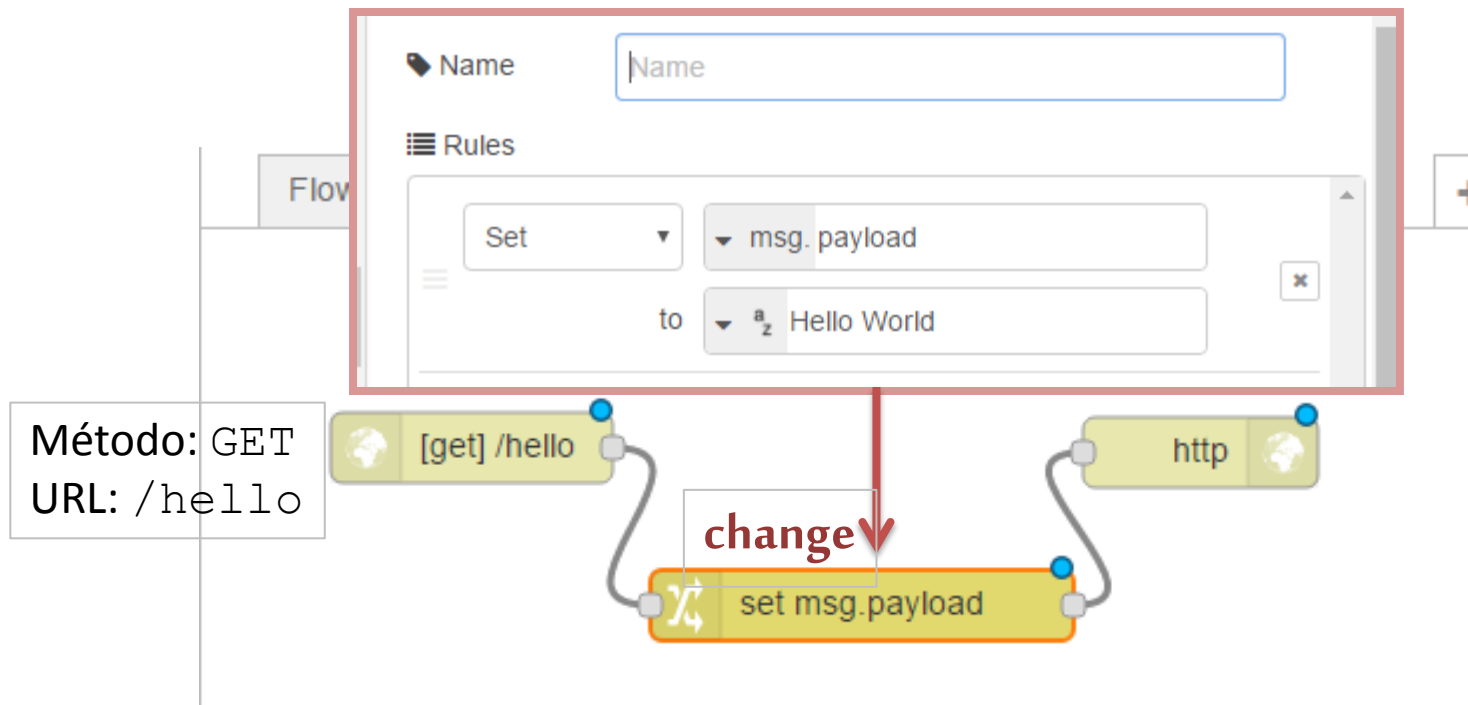 Name
Name
Rules
Flow
Set
msg. payload
to
az Hello World
Método: GET
URL: /hello
[get] /hello
http
change
set msg.payload